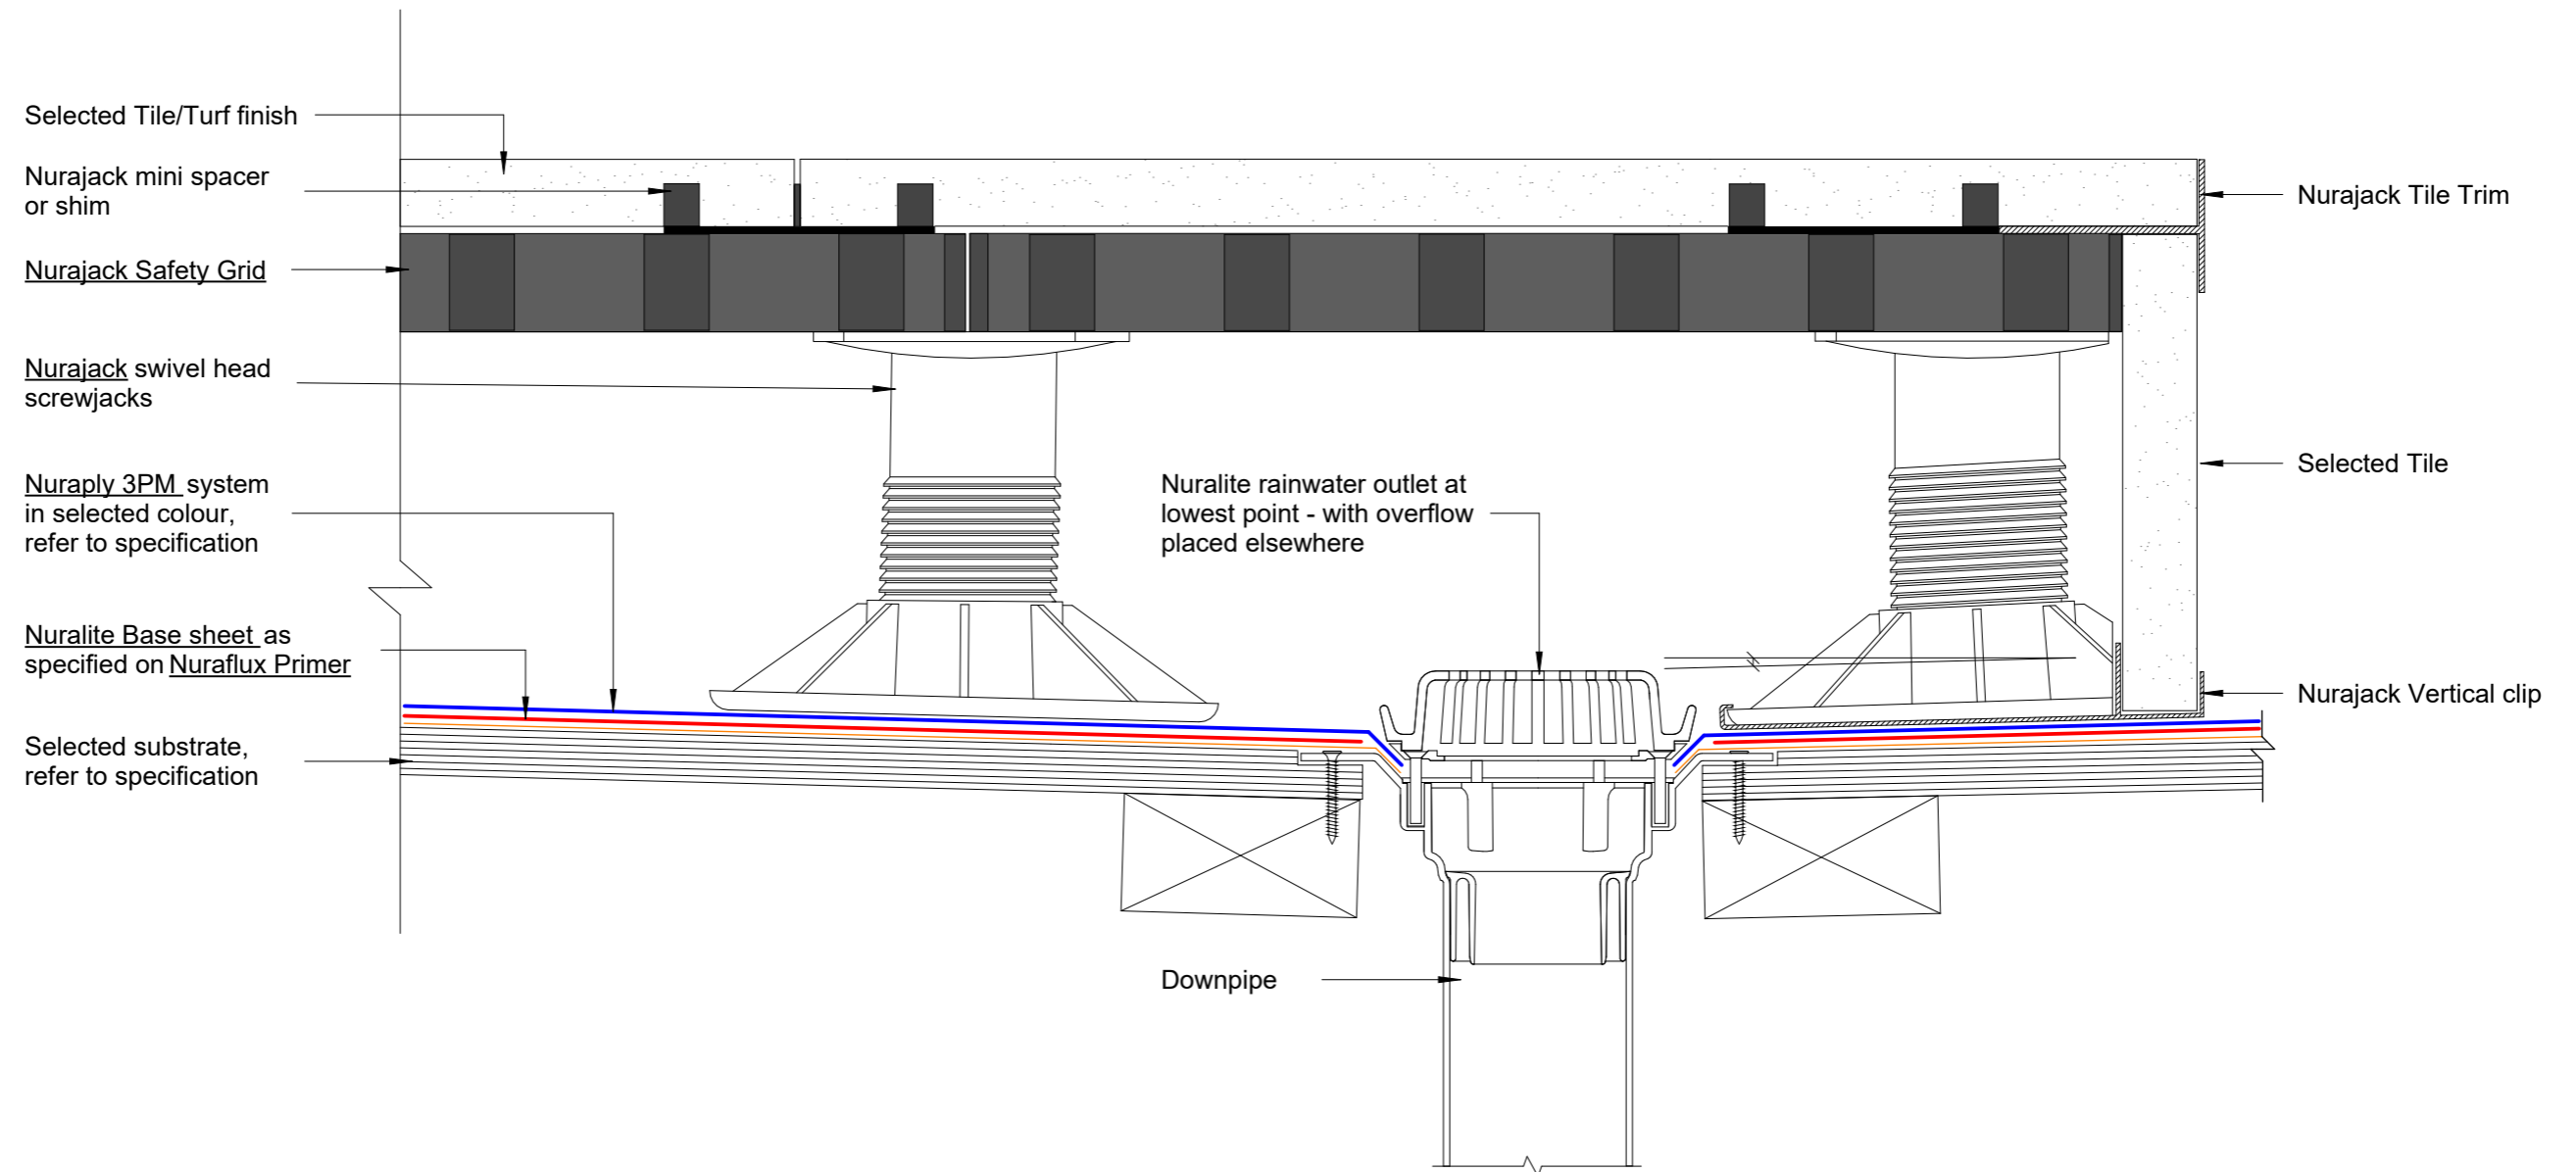 Selected Tile/Turf finish
Nurajack mini spacer
or shim
Nurajack Safety Grid
Nurajack swivel head
screwjacks
Nuraply 3PM system
in selected colour,
refer to specification
Nuralite Base sheet as
specified on Nuraflux Primer
Selected substrate,
refer to specification
Nuralite rainwater outlet at
lowest point - with overflow
placed elsewhere
Downpipe
Nurajack Tile Trim
Selected Tile
Nurajack Vertical clip